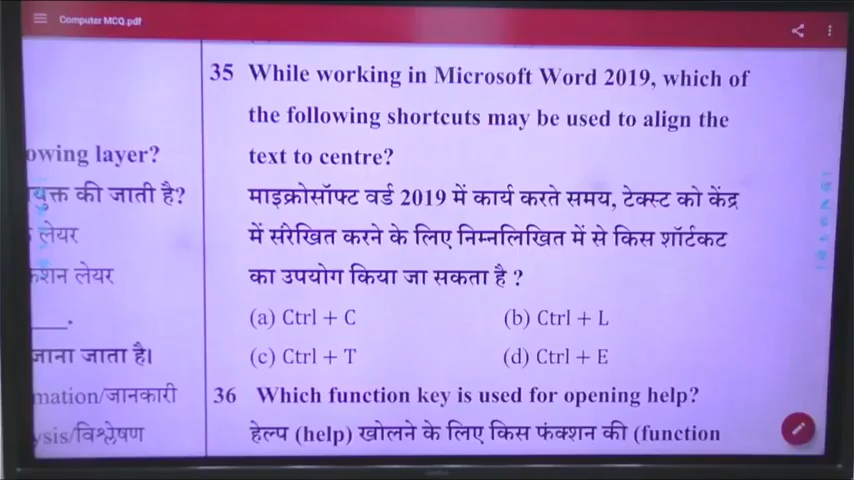 Computer MCQ.pdf
owing layer?
युक्त की जाती है?
लेयर
लेयर
जाना जाता है।
mation/जानकारी
ysis/विश्लेषण
35 While working in Microsoft Word 2019, which of
the following shortcuts may be used to align the
text to centre?
माइक्रोसॉफ्ट वर्ड 2019 में कार्य करते समय, टेक्स्ट को केंद्र
में संरेखित करने के लिए निम्नलिखित में से किस शॉर्टकट
का उपयोग किया जा सकता है ?
(a) Ctrl + C (b) Ctrl + L
(c) Ctrl + T (d) Ctrl + E
36 Which function key is used for opening help?
हेल्प (help) खोलने के लिए किस फंक्शन की (function